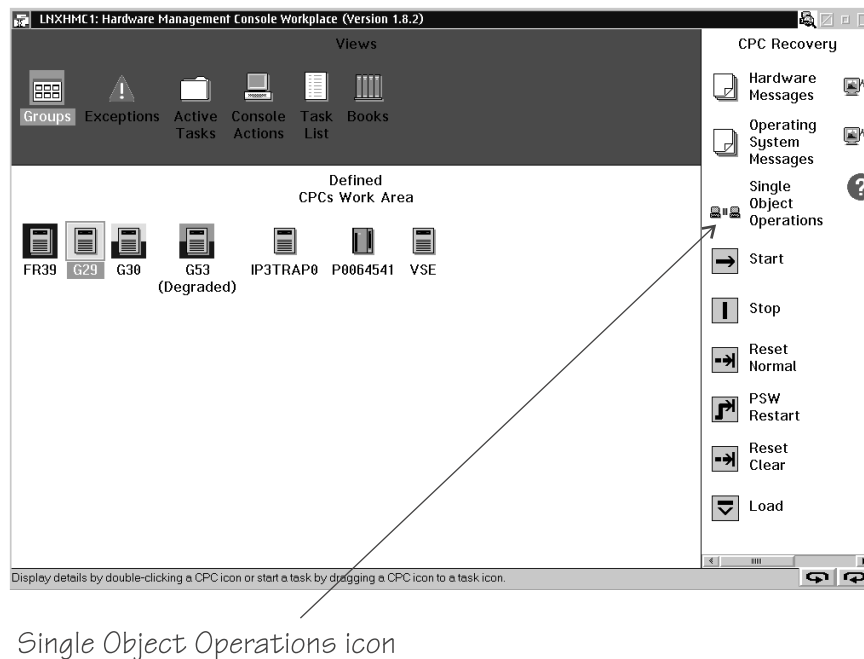 LNXHMC1: Hardware Management Console Workplace (Version 1.8.2)
Views
Groups
Exceptions
Active
Tasks
Console
Actions
Task
List
Books
Defined
CPCs Work Area
FR39
G29
G30
G53
(Degraded)
IP3TRAP0
P0064541
VSE
CPC Recovery
Hardware
Messages
Operating
System
Messages
Single
Object
Operations
Start
Stop
Reset
Normal
PSW
Restart
Reset
Clear
Load
Display details by double-clicking a CPC icon or start a task by dragging a CPC icon to a task icon.
Single Object Operations icon